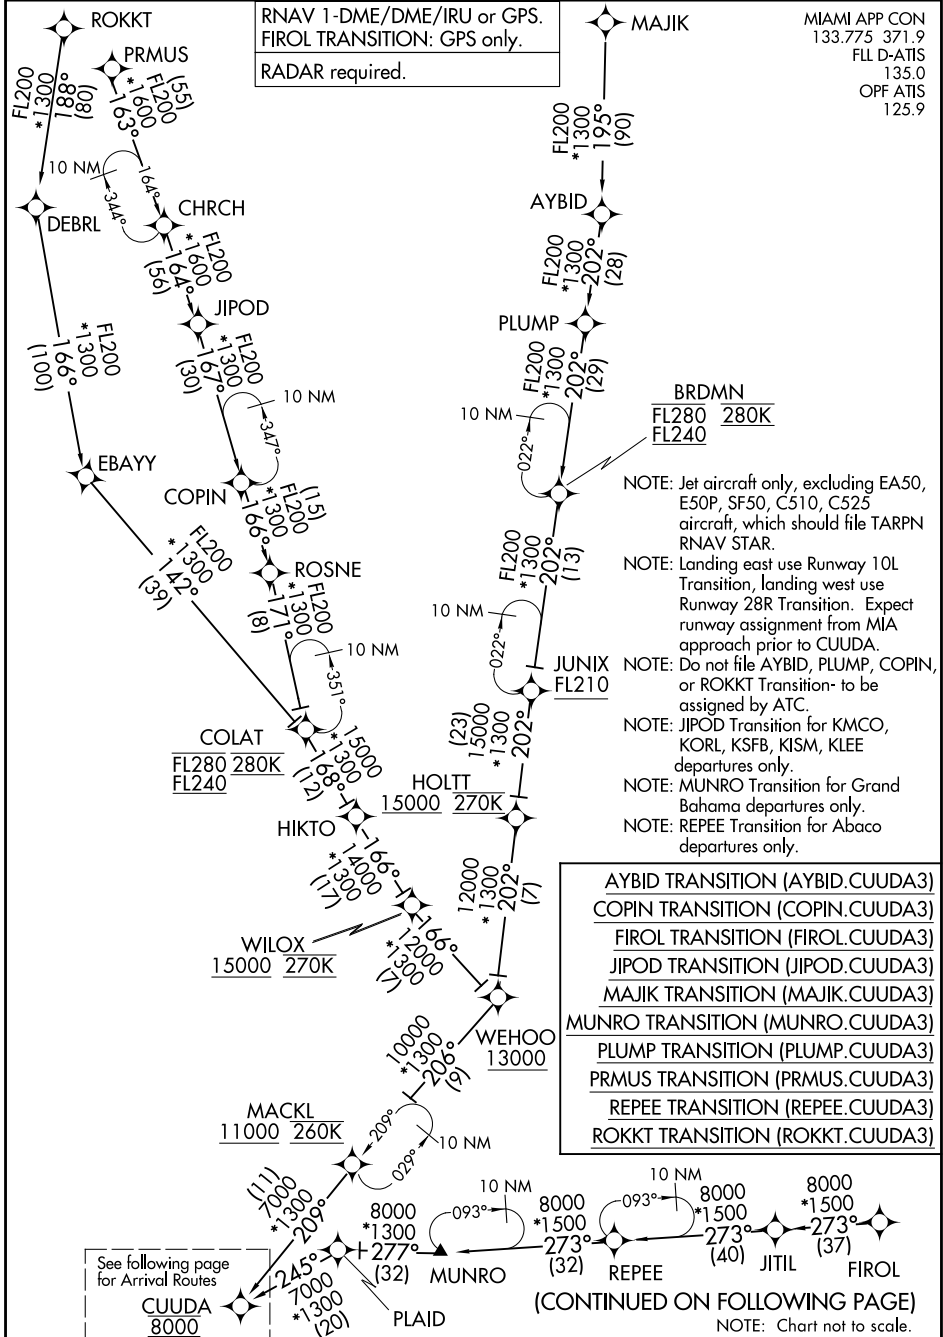 ROKKT
RNAV 1-DME/DME/IRU or GPS.
FIROL TRANSITION: GPS only.
RADAR required.
MAJIK
MIAMI APP CON
133.775 371.9
FLL D-ATIS
135.0
OPF ATIS
125.9
PRMUS
FL200
*1300
188°
(80)
(55)
FL200
*1600
163°
FL200
*1300
195°
(90)
10 NM
164°
344°
CHRCH
DEBRL
AYBID
FL200
*1600
164°
(56)
FL200
*1300
202°
(28)
JIPOD
PLUMP
FL200
*1300
166°
(100)
FL200
*1300
167°
(30)
FL200
*1300
202°
(29)
10 NM
347°
10 NM
022°
BRDMN
FL280 280K
FL240
EBAYY
COPIN
(15)
FL200
*1300
166°
NOTE: Jet aircraft only, excluding EA50,
E50P, SF50, C510, C525
aircraft, which should file TARPN
RNAV STAR.
NOTE: Landing east use Runway 10L
Transition, landing west use
Runway 28R Transition. Expect
runway assignment from MIA
approach prior to CUUDA.
NOTE: Do not file AYBID, PLUMP, COPIN,
or ROKKT Transition- to be
assigned by ATC.
NOTE: JIPOD Transition for KMCO,
KORL, KSFB, KISM, KLEE
departures only.
NOTE: MUNRO Transition for Grand
Bahama departures only.
NOTE: REPEE Transition for Abaco
departures only.
FL200
*1300
142°
(39)
ROSNE
FL200
*1300
171°
(8)
FL200
*1300
202°
(13)
10 NM
351°
10 NM
022°
JUNIX
FL210
COLAT
FL280 280K
FL240
15000
*1300
168°
(12)
(23)
15000
*1300
202°
HOLTT
15000 270K
HIKTO
166°
14000
*1300
(17)
12000
*1300
202°
(7)
WILOX
15000 270K
166°
12000
*1300
(7)
WEHOO
13000
AYBID TRANSITION (AYBID.CUUDA3)
COPIN TRANSITION (COPIN.CUUDA3)
FIROL TRANSITION (FIROL.CUUDA3)
JIPOD TRANSITION (JIPOD.CUUDA3)
MAJIK TRANSITION (MAJIK.CUUDA3)
MUNRO TRANSITION (MUNRO.CUUDA3)
PLUMP TRANSITION (PLUMP.CUUDA3)
PRMUS TRANSITION (PRMUS.CUUDA3)
REPEE TRANSITION (REPEE.CUUDA3)
ROKKT TRANSITION (ROKKT.CUUDA3)
10000
*1300
206°
(9)
MACKL
11000 260K
209°
029°
10 NM
(11)
7000
*1300
209°
8000
*1300
277°
(32)
10 NM
093°
8000
*1500
273°
(32)
10 NM
093°
8000
*1500
273°
(40)
8000
*1500
273°
(37)
MUNRO
REPEE
JITIL
FIROL
See following page
for Arrival Routes
CUUDA
8000
245°
7000
*1300
(20)
PLAID
(CONTINUED ON FOLLOWING PAGE)
NOTE: Chart not to scale.